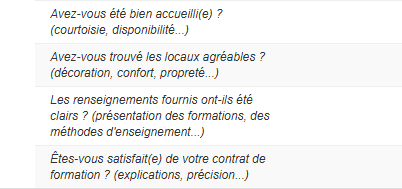 Avez-vous été bien accueilli(e) ?
(courtoisie, disponibilité...)
Avez-vous trouvé les locaux agréables ?
(décoration, confort, propreté...)
Les renseignements fournis ont-ils été
clairs ? (présentation des formations, des
méthodes d'enseignement...)
Êtes-vous satisfait(e) de votre contrat de
formation ? (explications, précision...)